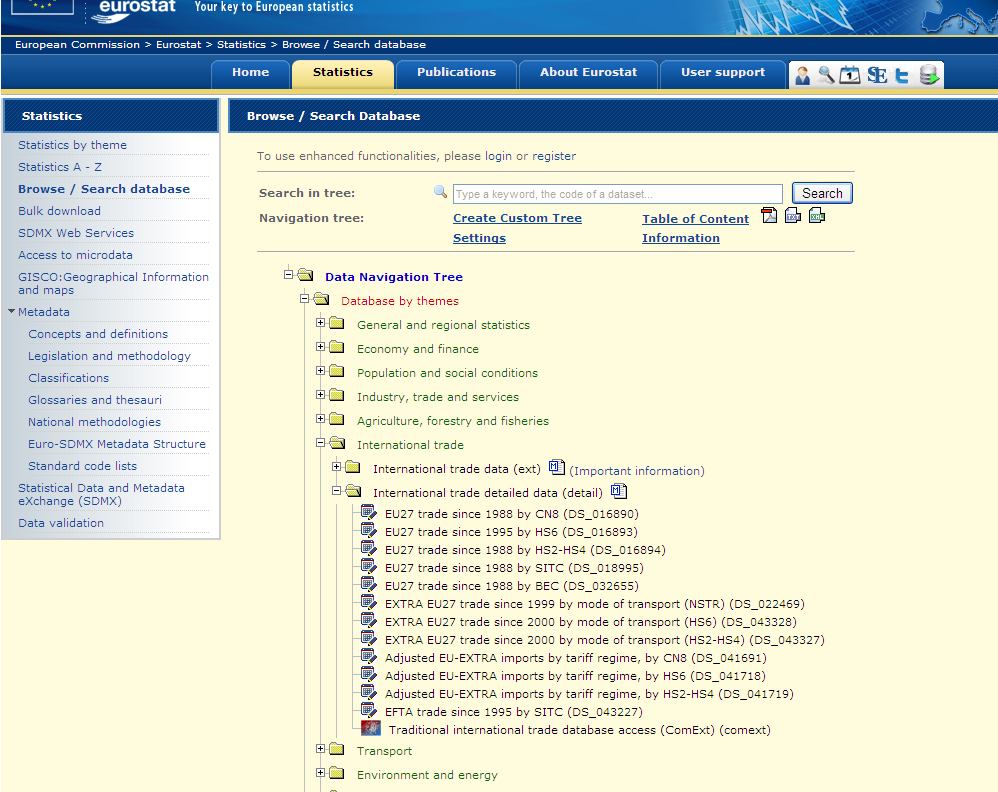 eurostat Your key to European statistics
European Commission > Eurostat > Statistics > Browse / Search database
Home Statistics Publications About Eurostat User support
Statistics
Statistics by theme
Statistics A - Z
Browse / Search database
Bulk download
SDMX Web Services
Access to microdata
GISCO:Geographical Information
and maps
Metadata
Concepts and definitions
Legislation and methodology
Classifications
Glossaries and thesauri
National methodologies
Euro-SDMX Metadata Structure
Standard code lists
Statistical Data and Metadata
eXchange (SDMX)
Data validation
Browse / Search Database
To use enhanced functionalities, please login or register
Search in tree: Type a keyword, the code of a dataset... Search
Navigation tree: Create Custom Tree Table of Content
Settings Information
Data Navigation Tree
Database by themes
General and regional statistics
Economy and finance
Population and social conditions
Industry, trade and services
Agriculture, forestry and fisheries
International trade
International trade data (ext) (Important information)
International trade detailed data (detail)
EU27 trade since 1988 by CN8 (DS_016890)
EU27 trade since 1995 by HS6 (DS_016893)
EU27 trade since 1988 by HS2-HS4 (DS_016894)
EU27 trade since 1988 by SITC (DS_018995)
EU27 trade since 1988 by BEC (DS_032655)
EXTRA EU27 trade since 1999 by mode of transport (NSTR) (DS_022469)
EXTRA EU27 trade since 2000 by mode of transport (HS6) (DS_043328)
EXTRA EU27 trade since 2000 by mode of transport (HS2-HS4) (DS_043327)
Adjusted EU-EXTRA imports by tariff regime, by CN8 (DS_041691)
Adjusted EU-EXTRA imports by tariff regime, by HS6 (DS_041718)
Adjusted EU-EXTRA imports by tariff regime, by HS2-HS4 (DS_041719)
EFTA trade since 1995 by SITC (DS_043227)
Traditional international trade database access (ComExt) (comext)
Transport
Environment and energy